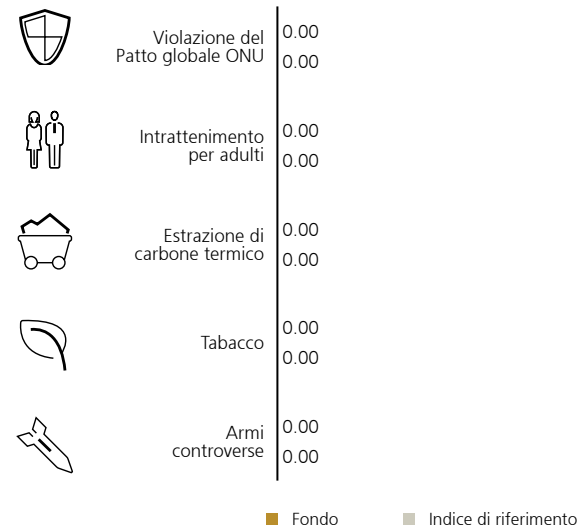 Violazione del
Patto globale ONU
0.00
0.00
Intrattenimento
per adulti
0.00
0.00
Estrazione di
carbone termico
0.00
0.00
Tabacco
0.00
0.00
Armi
controverse
0.00
0.00
Fondo
Indice di riferimento